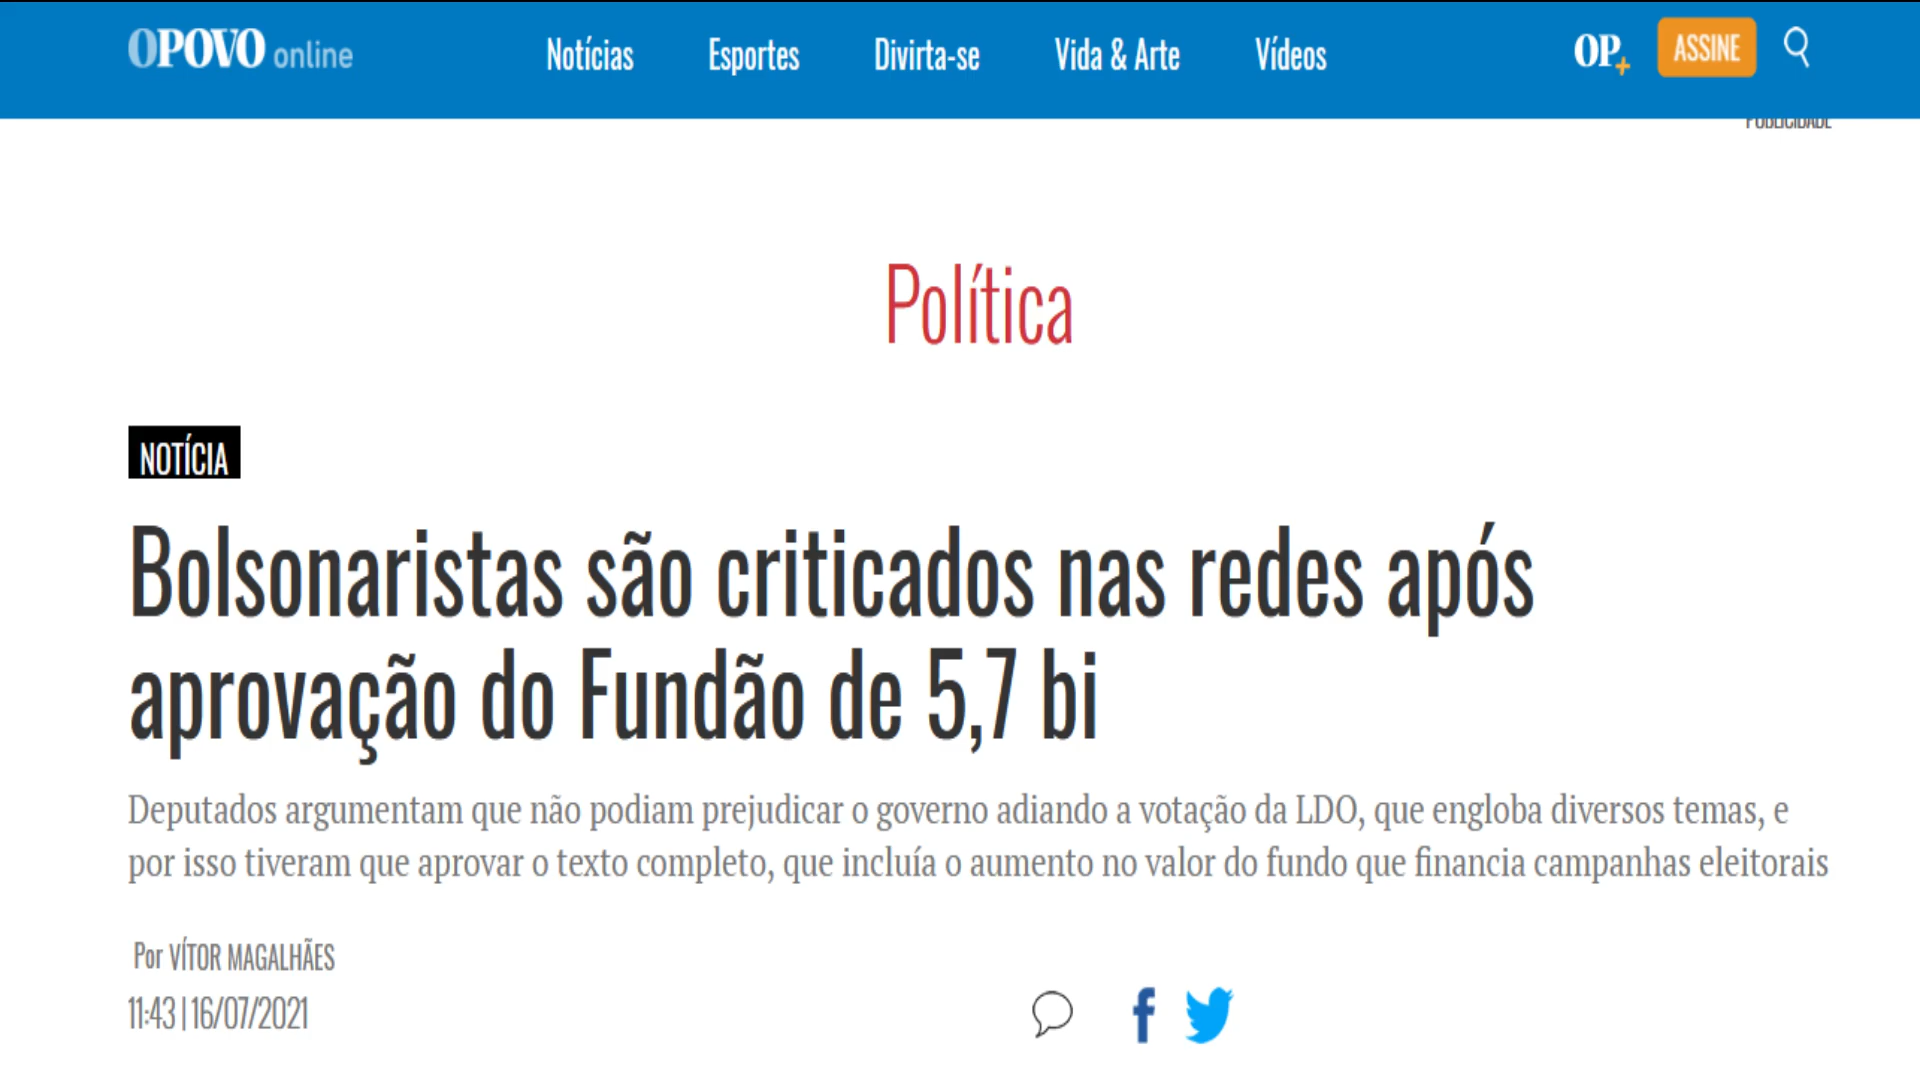 OPOVO online
Notícias Esportes Divirta-se Vida & Arte Vídeos
OP+ ASSINE
PUBLICIDADE
Política
NOTÍCIA
Bolsonaristas são criticados nas redes após
aprovação do Fundão de 5,7 bi
Deputados argumentam que não podiam prejudicar o governo adiando a votação da LDO, que engloba diversos temas, e
por isso tiveram que aprovar o texto completo, que incluía o aumento no valor do fundo que financia campanhas eleitorais
Por VÍTOR MAGALHÃES
11:43 | 16/07/2021